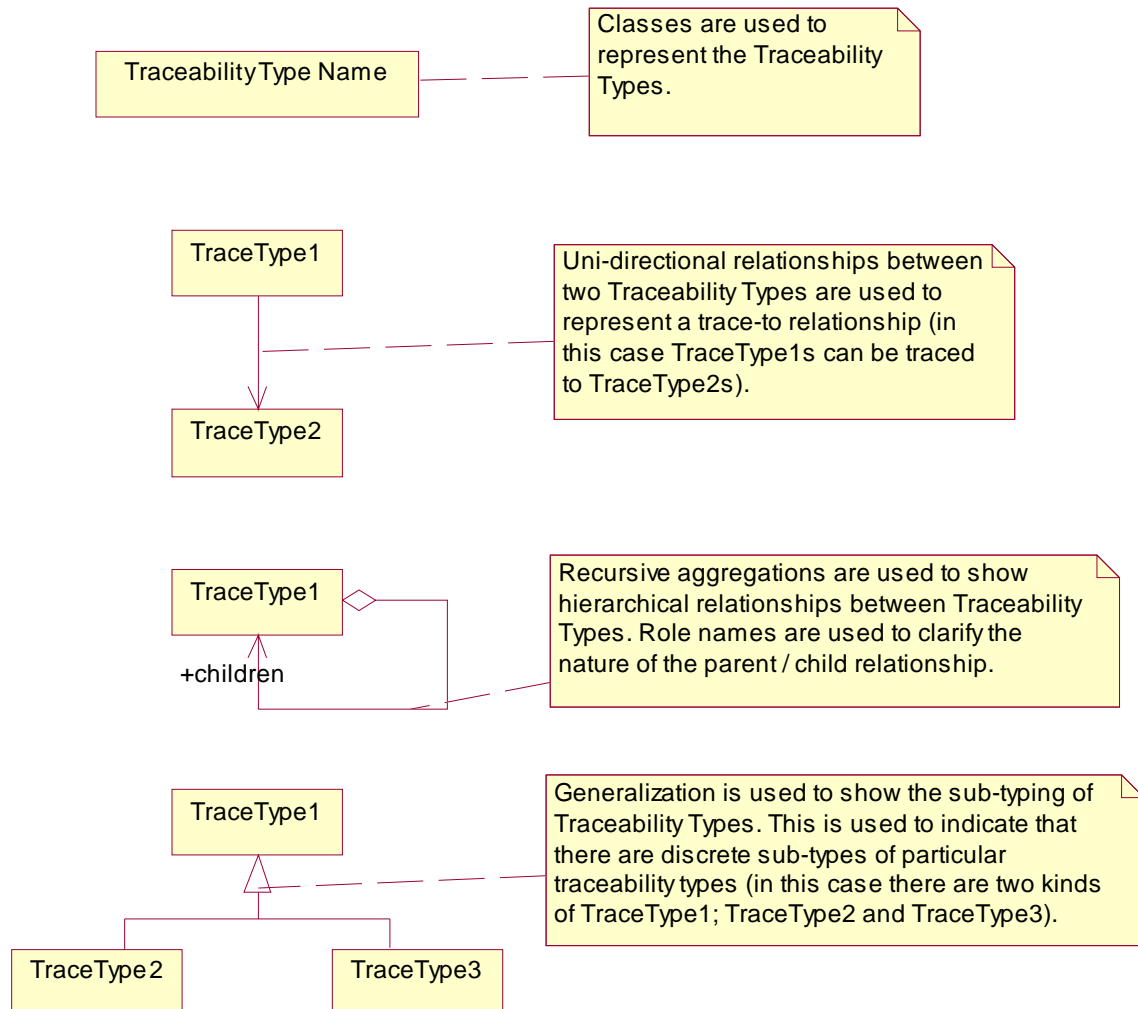 Traceability Type Name
Classes are used to
represent the Traceability
Types.
TraceType1
Uni-directional relationships between
two Traceability Types are used to
represent a trace-to relationship (in
this case TraceType1s can be traced
to TraceType2s).
TraceType2
TraceType1
+children
Recursive aggregations are used to show
hierarchical relationships between Traceability
Types. Role names are used to clarify the
nature of the parent / child relationship.
TraceType1
Generalization is used to show the sub-typing of
Traceability Types. This is used to indicate that
there are discrete sub-types of particular
traceability types (in this case there are two kinds
of TraceType1; TraceType2 and TraceType3).
TraceType2
TraceType3